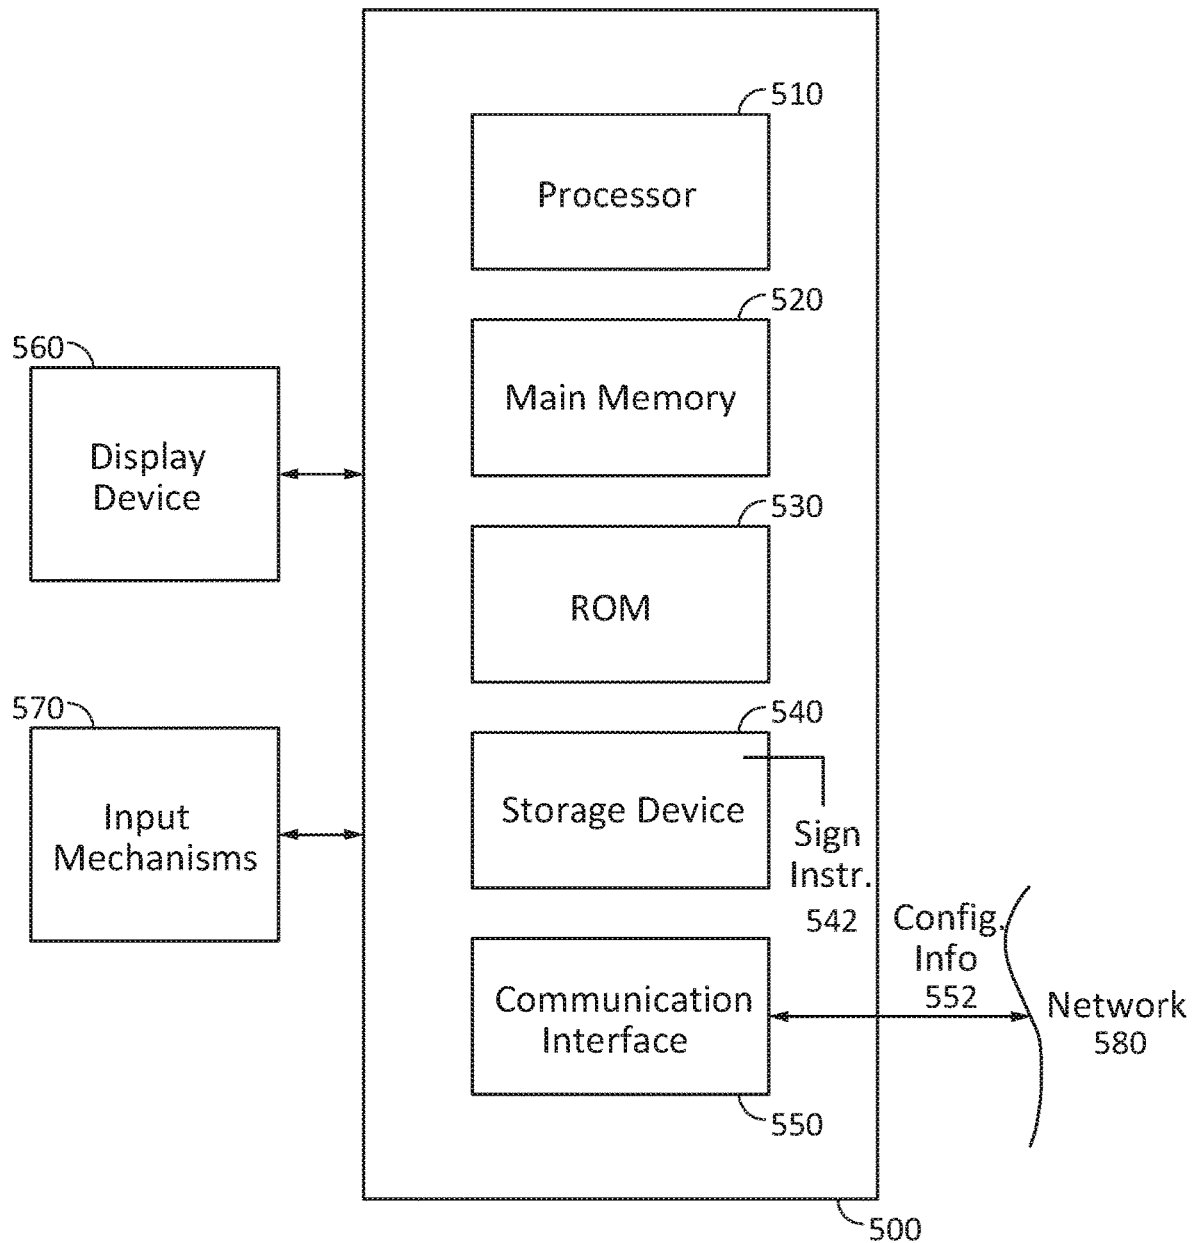 510
Processor
520
Main Memory
560
Display
Device
530
ROM
570
Input
Mechanisms
540
Storage Device
Sign
Instr.
542
Config.
Info
552
Communication
Interface
Network
580
550
500